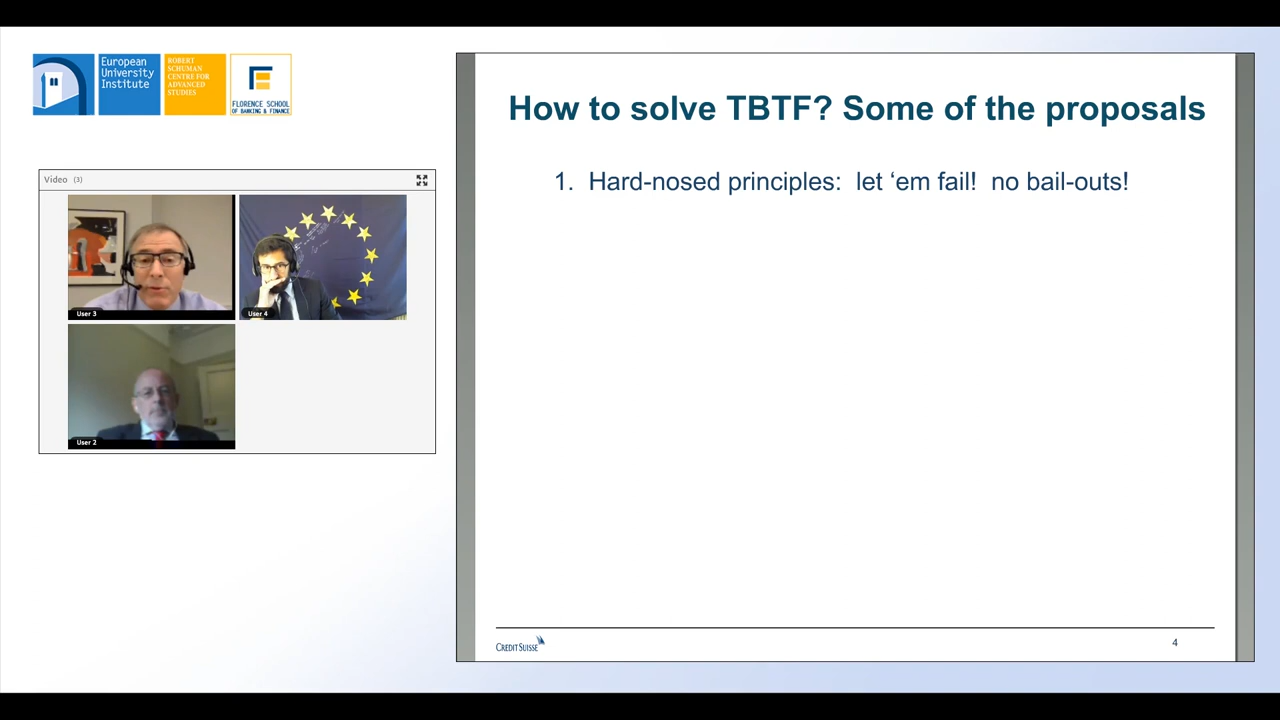 European
University
Institute
ROBERT
SCHUMAN
CENTRE FOR
ADVANCED
STUDIES
FLORENCE SCHOOL
OF BANKING & FINANCE
Video (3)
User 3
User 4
User 2
How to solve TBTF? Some of the proposals
1. Hard-nosed principles: let ‘em fail! no bail-outs!
CREDIT SUISSE
4